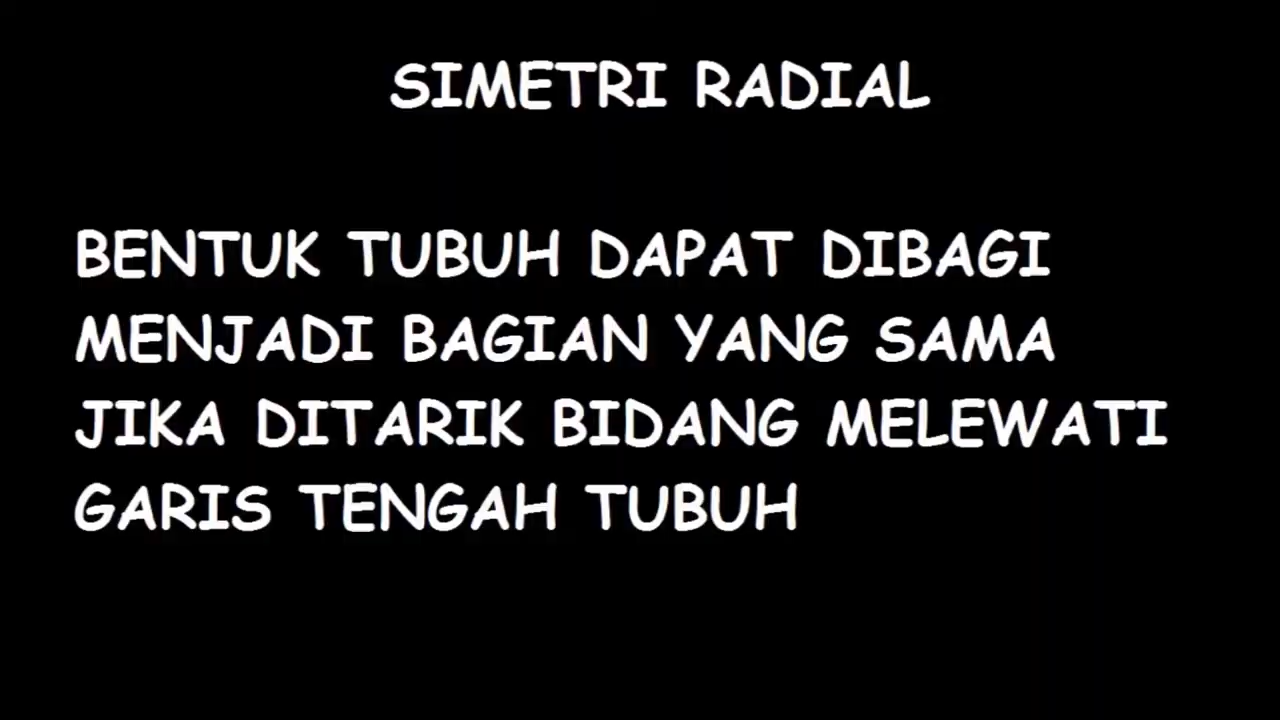 SIMETRI RADIAL
BENTUK TUBUH DAPAT DIBAGI
MENJADI BAGIAN YANG SAMA
JIKA DITARIK BIDANG MELEWATI
GARIS TENGAH TUBUH